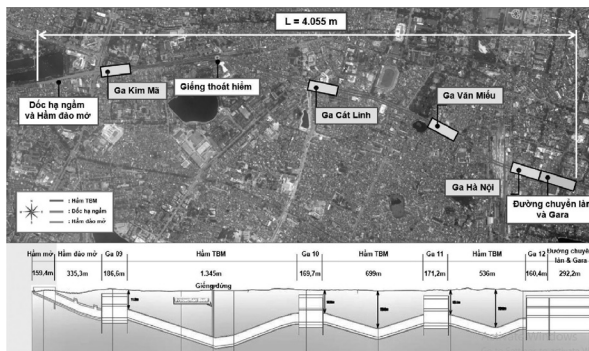 L = 4.055 m
Dốc hạ ngầm
và Hầm đào mở
Ga Kim Mã
Giếng thoát hiểm
Ga Cát Linh
Ga Văn Miếu
Ga Hà Nội
Đường chuyển làn
và Gara
: Hầm TBM
: Dốc hạ ngầm
: Hầm đào mở
Hầm mở Hầm đào mở Ga 09 Hầm TBM Ga 10 Hầm TBM Ga 11 Hầm TBM Ga 12 Đường chuyển
làn & Gara
159,4m 335,3m 186,6m 1.345m 169,7m 699m 171,2m 536m 160,4m 292,2m
Giếng đứng